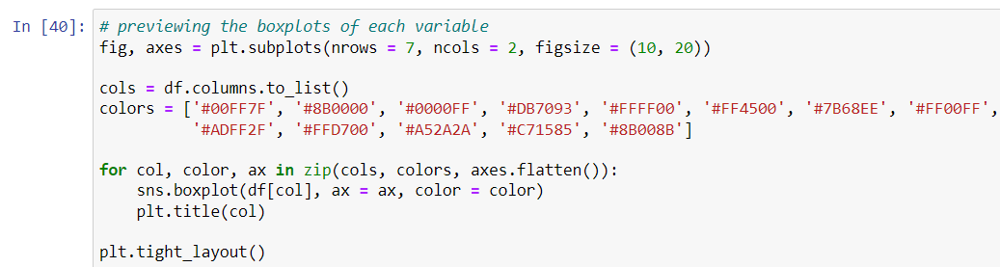 In [40]: # previewing the boxplots of each variable
fig, axes = plt.subplots(nrows = 7, ncols = 2, figsize = (10, 20))
cols = df.columns.to_list()
colors = ['#00FF7F', '#8B0000', '#0000FF', '#DB7093', '#FFFF00', '#FF4500', '#7B68EE', '#FF00FF',
'#ADFF2F', '#FFD700', '#A52A2A', '#C71585', '#8B008B']
for col, color, ax in zip(cols, colors, axes.flatten()):
sns.boxplot(df[col], ax = ax, color = color)
plt.title(col)
plt.tight_layout()